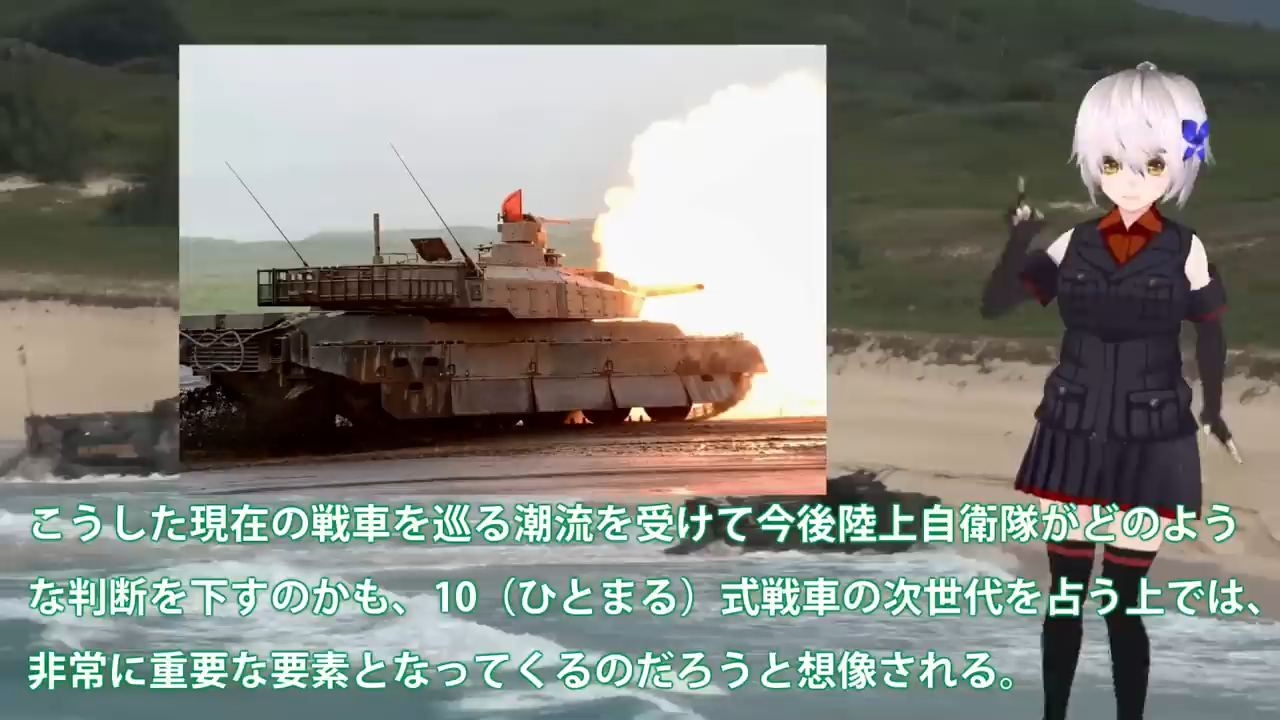 こうした現在の戦車を巡る潮流を受けて今後陸上自衛隊がどのよう
な判断を下すのかも、10（ひとまる）式戦車の次世代を占う上では、
非常に重要な要素となってくるのだろうと想像される。